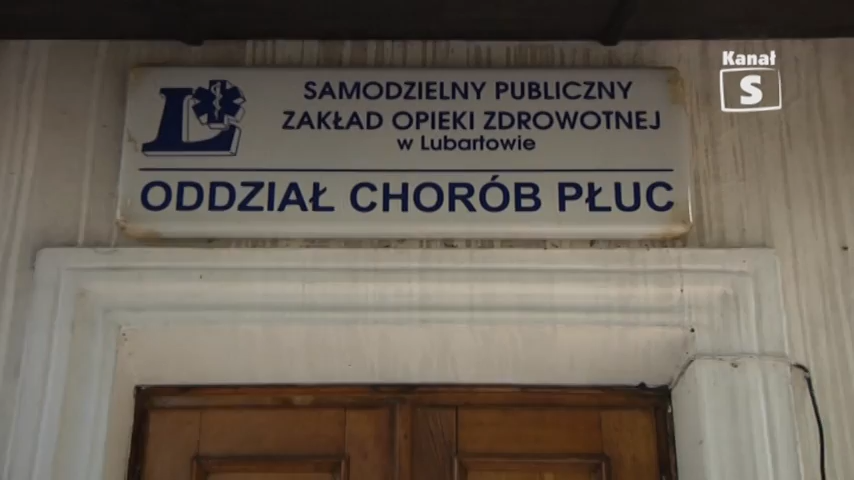 Kanał
S
L
SAMODZIELNY PUBLICZNY
ZAKŁAD OPIEKI ZDROWOTNEJ
w Lubartowie
ODDZIAŁ CHORÓB PŁUC